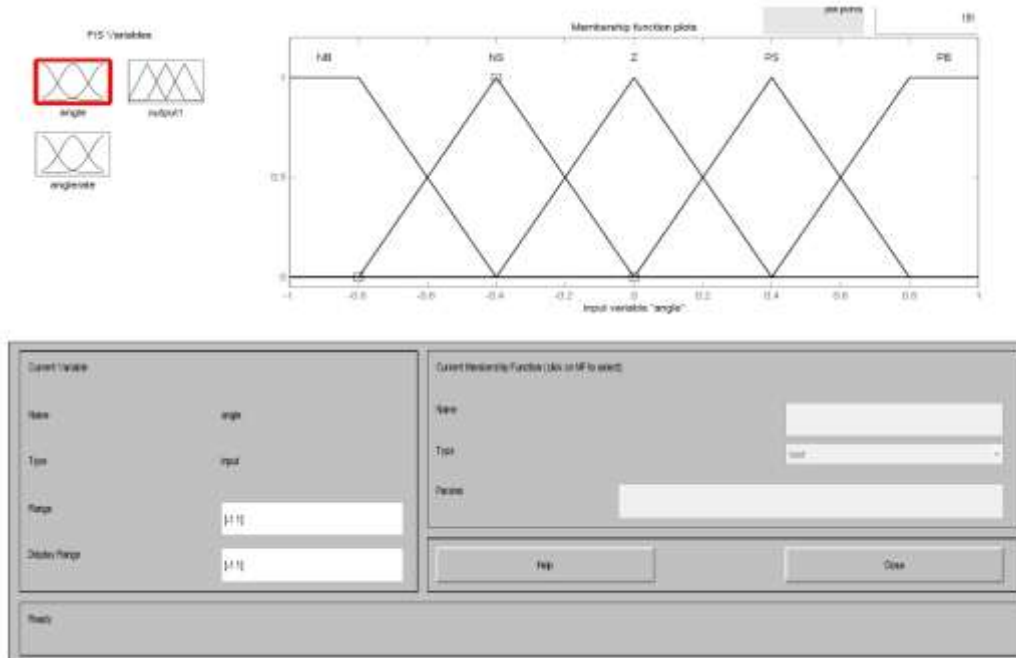 plot points:
181
FIS Variables
Membership function plots
NB NS Z PS PB
angle
output1
anglerate
1
0.5
0
-1 -0.8 -0.6 -0.4 -0.2 0 0.2 0.4 0.6 0.8 1
input variable "angle"
Current Variable
Name angle
Type input
Range [-1 1]
Display Range [-1 1]
Current Membership Function (click on MF to select)
Name
Type
Params
Help
Close
Ready